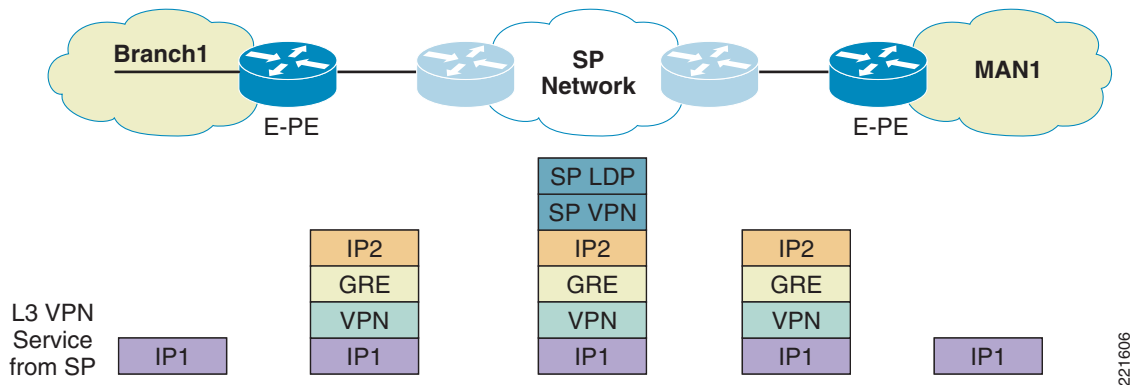 Branch1
SP
Network
MAN1
E-PE
E-PE
SP LDP
SP VPN
IP2
IP2
IP2
GRE
GRE
GRE
L3 VPN
Service
from SP
VPN
VPN
VPN
IP1
IP1
IP1
IP1
IP1
221606